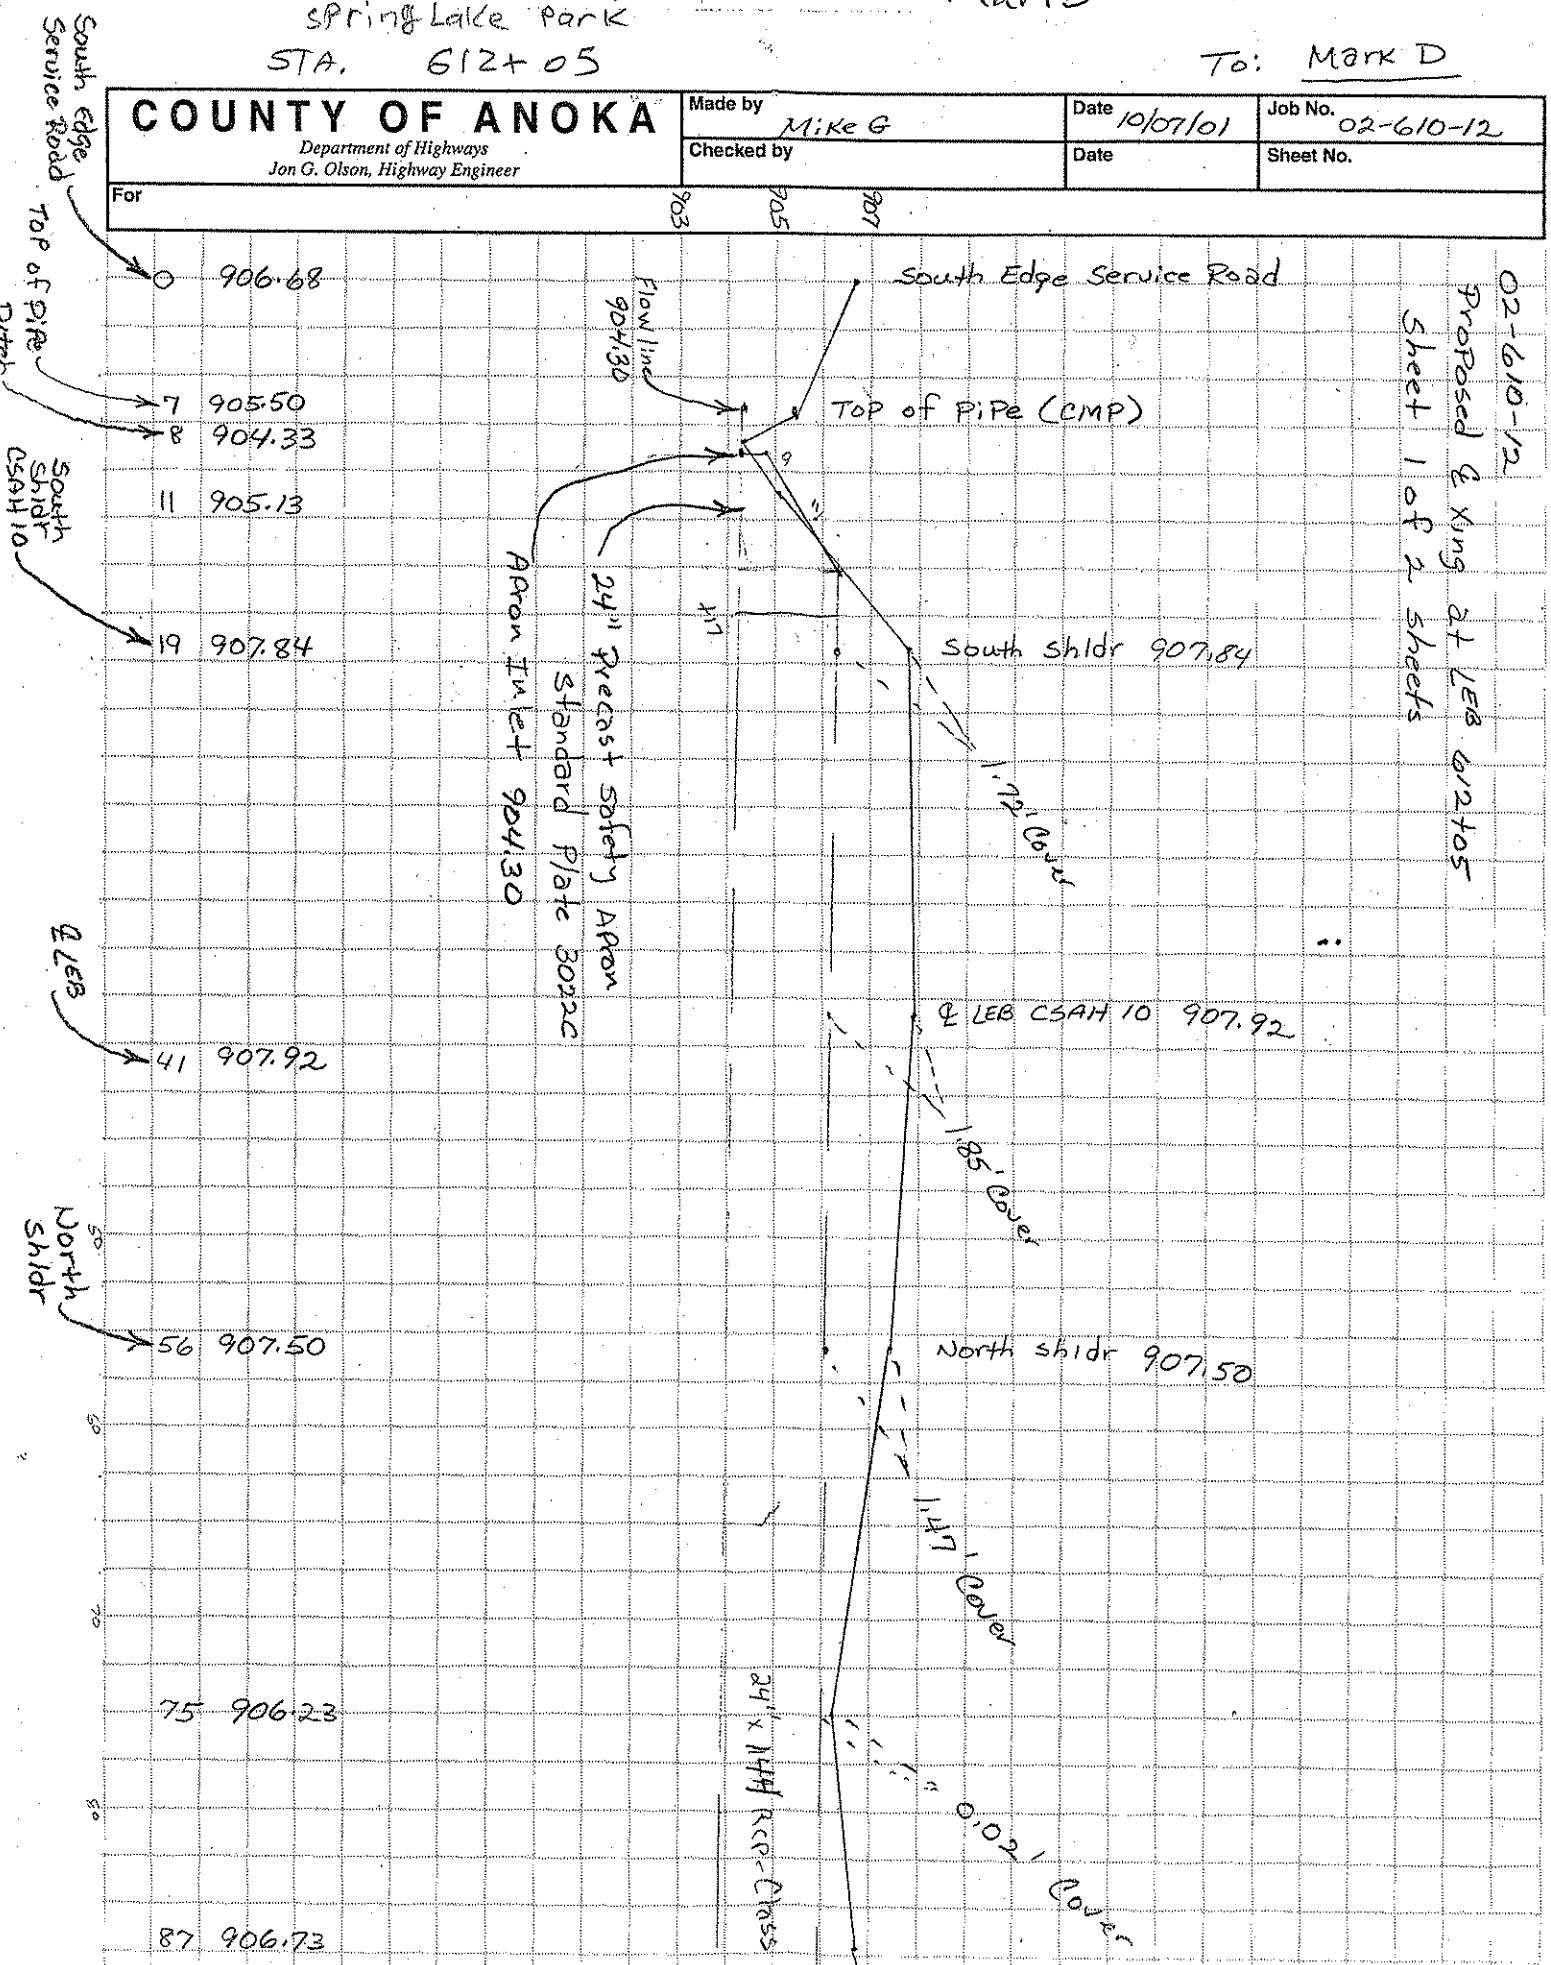 Spring Lake Park
STA. 612+05
To: Mark D
COUNTY OF ANOKA
Department of Highways
Jon G. Olson, Highway Engineer
Made by Mike G
Checked by
Date 10/07/01
Date
Job No. 02-610-12
Sheet No.
For
903
905
907
02-610-12
Proposed ℄ Xing at LEB 612+05
Sheet 1 of 2 sheets
South Edge
Service Road
0 906.68
South Edge Service Road
Flow line
904.30
Top of Pipe
7 905.50
Top of Pipe (CMP)
Ditch
8 904.33
9
11 905.13
11
South
Shldr
CSAH 10
19 907.84
South Shldr 907.84
1.72' Cover
24" Precast Safety Apron
Standard Plate 3022C
Apron Inlet 904.30
℄ LEB
41 907.92
℄ LEB CSAH 10 907.92
1.85' Cover
50
North
Shldr
56 907.50
North Shldr 907.50
1.47' Cover
60
70
75 906.23
0.02' Cover
24" x 144' RCP-Class
80
87 906.73